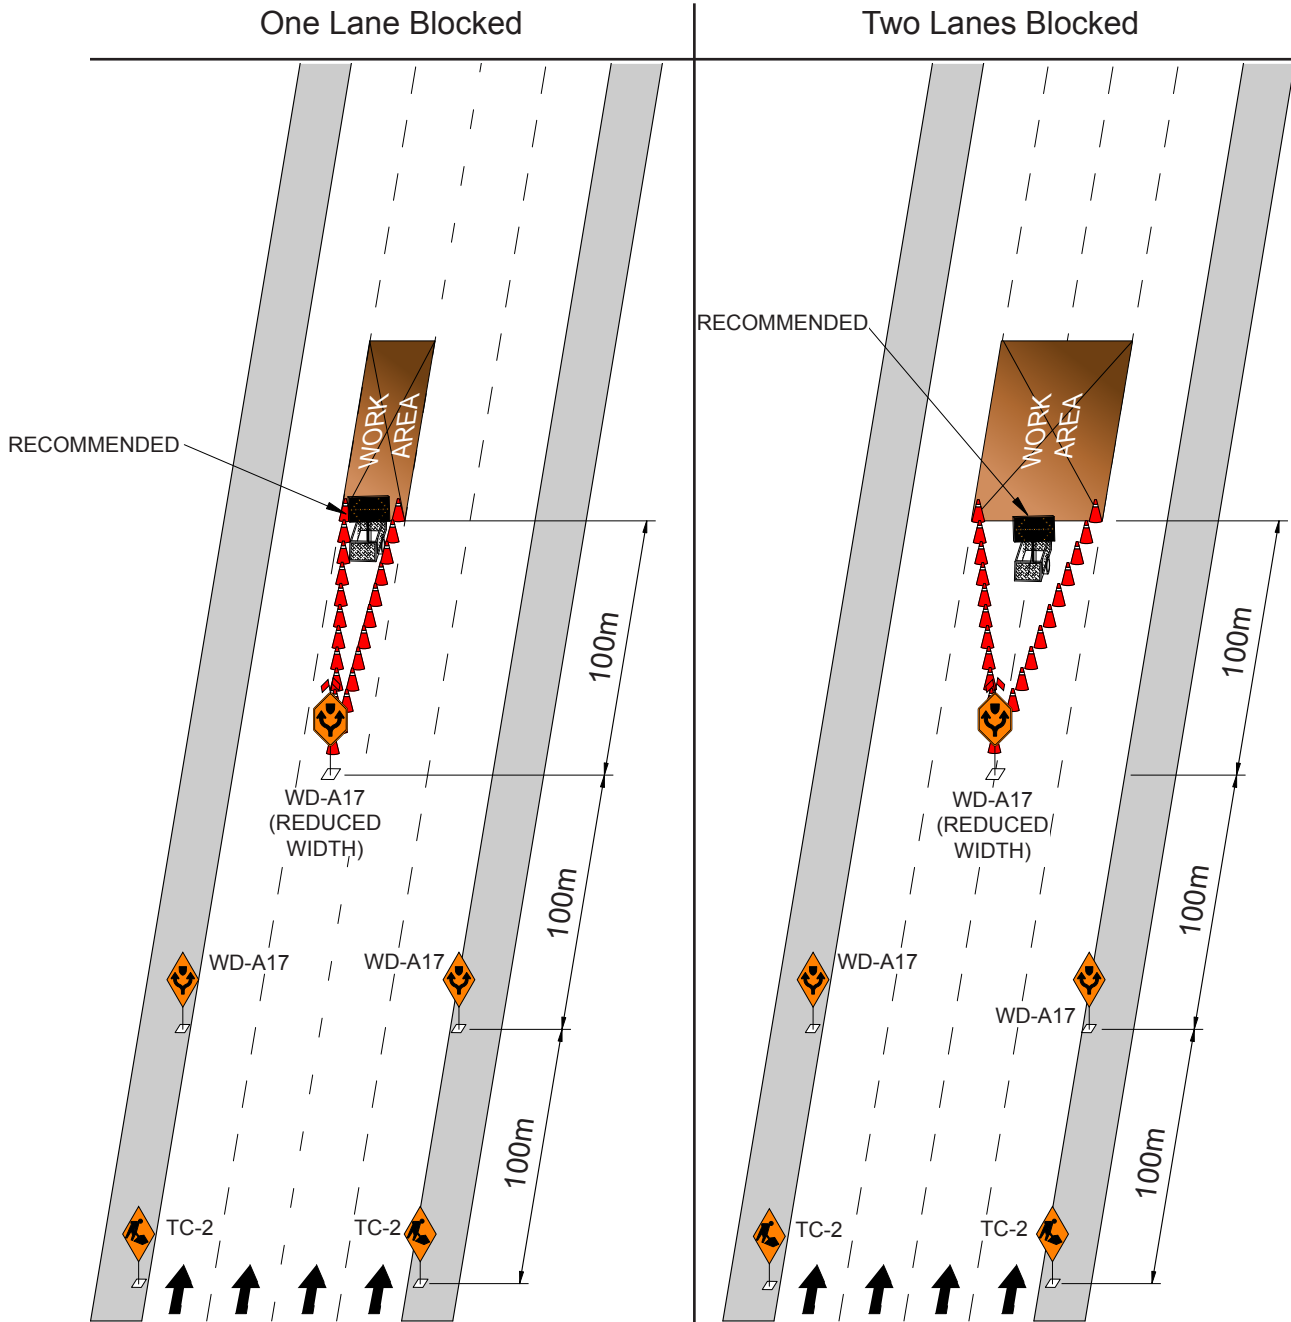 One Lane Blocked
RECOMMENDED
WORK
AREA
100m
WD-A17
(REDUCED
WIDTH)
100m
WD-A17
WD-A17
100m
TC-2
TC-2
Two Lanes Blocked
RECOMMENDED
WORK
AREA
100m
WD-A17
(REDUCED
WIDTH)
100m
WD-A17
WD-A17
100m
TC-2
TC-2